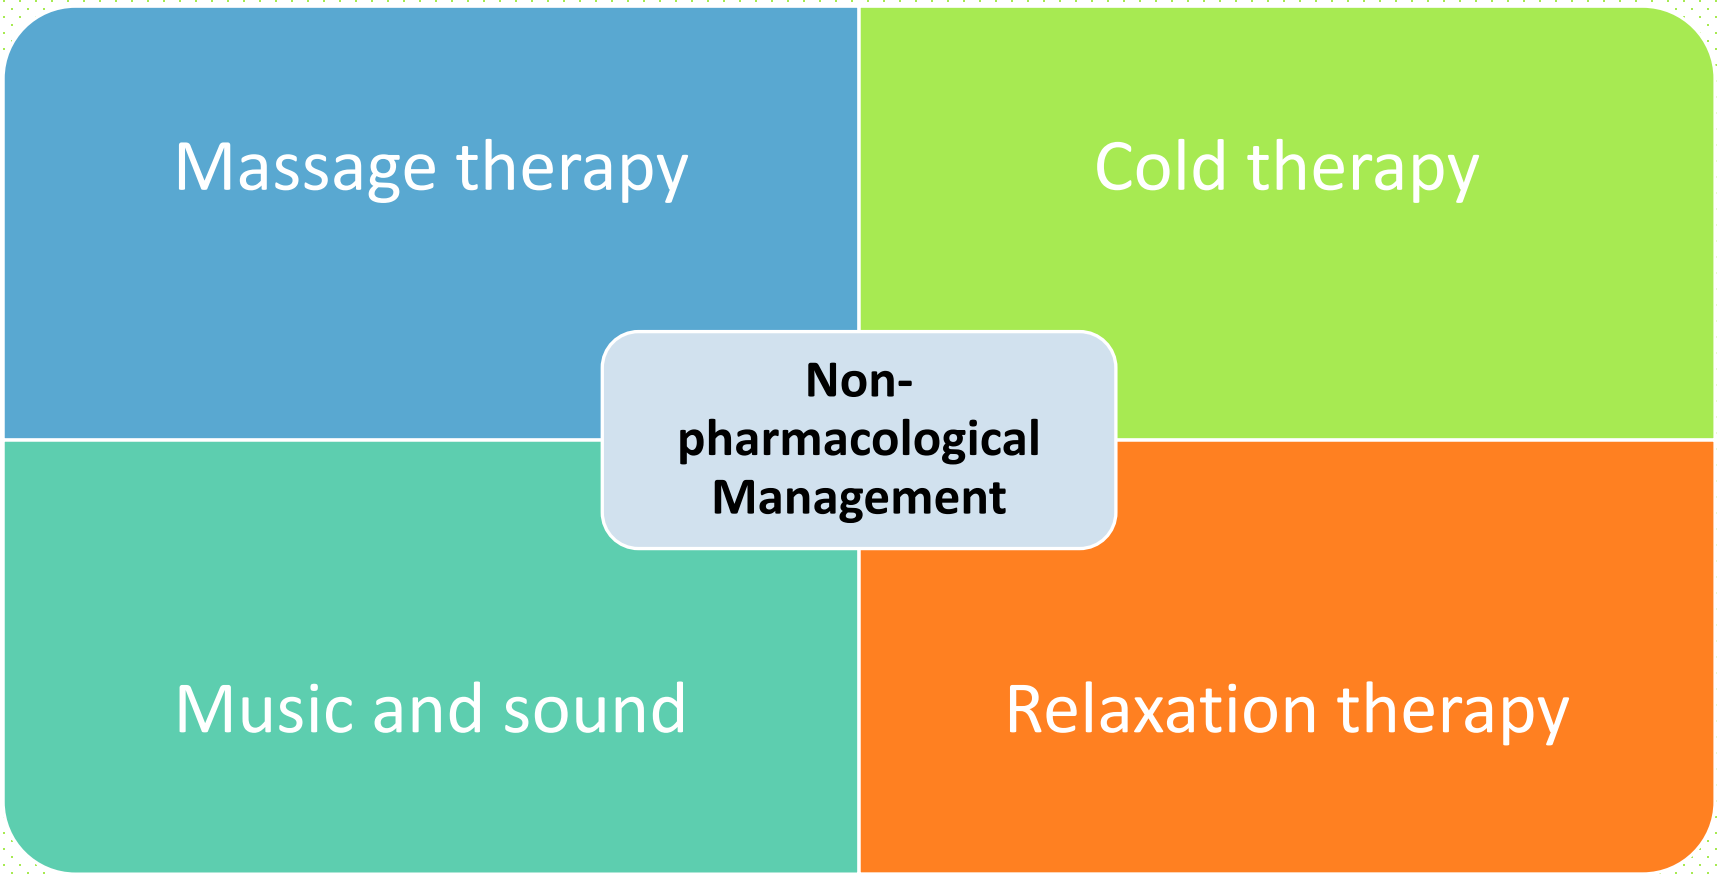 Massage therapy
Cold therapy
Non-
pharmacological
Management
Music and sound
Relaxation therapy